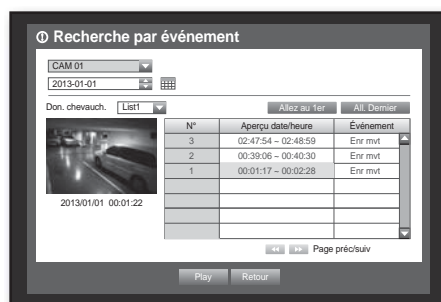 Recherche par événement
CAM 01
2013-01-01
Don. chevauch. List1 Allez au 1er All. Dernier
N° Aperçu date/heure Événement
3 02:47:54 ~ 02:48:59 Enr mvt
2 00:39:06 ~ 00:40:30 Enr mvt
1 00:01:17 ~ 00:02:28 Enr mvt
2013/01/01 00:01:22
Page préc/suiv
Play Retour